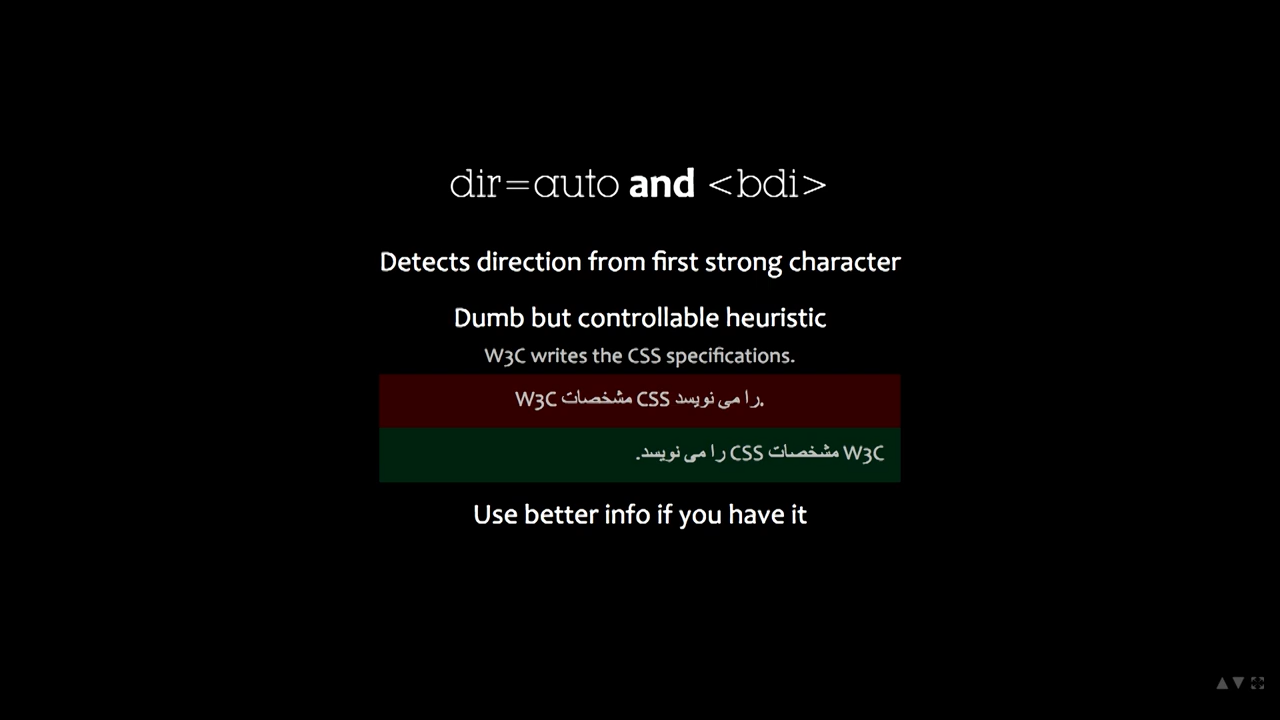 dir=auto and <bdi>
Detects direction from first strong character
Dumb but controllable heuristic
W3C writes the CSS specifications.
W3C مشخصات CSS را می نویسد.
W3C مشخصات CSS را می نویسد.
Use better info if you have it